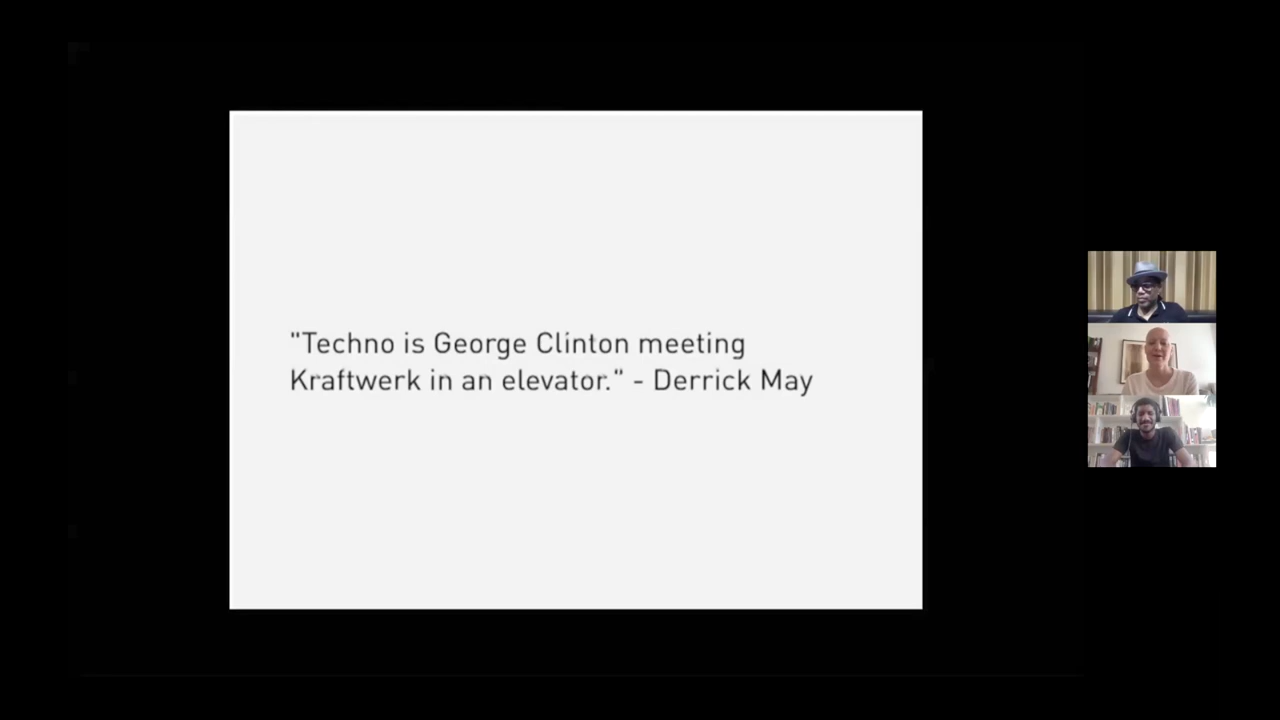 "Techno is George Clinton meeting
Kraftwerk in an elevator." - Derrick May